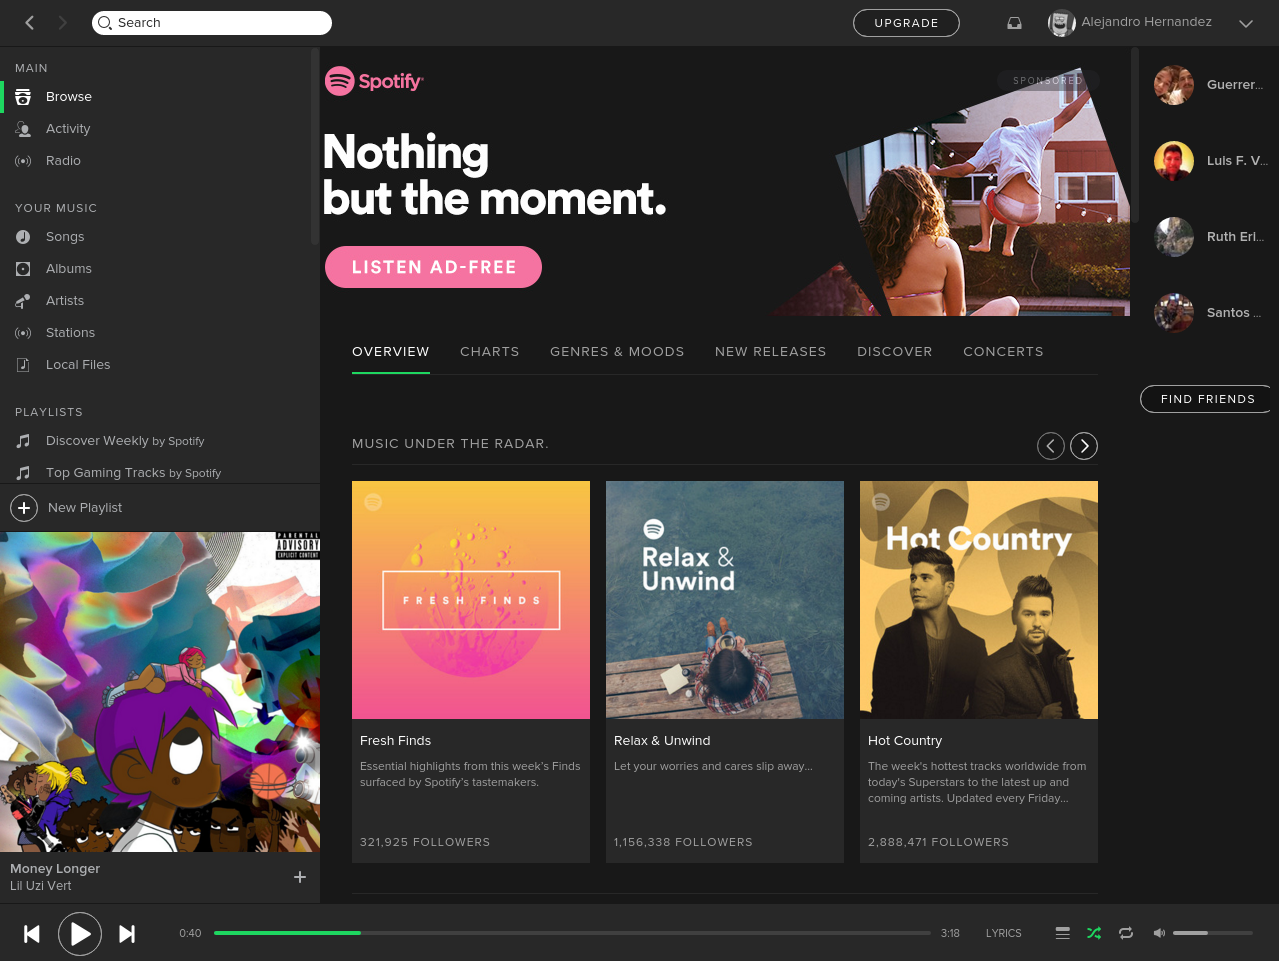 Search
UPGRADE
Alejandro Hernandez
MAIN
Browse
Activity
Radio
YOUR MUSIC
Songs
Albums
Artists
Stations
Local Files
PLAYLISTS
Discover Weekly by Spotify
Top Gaming Tracks by Spotify
New Playlist
PARENTAL
ADVISORY
EXPLICIT CONTENT
Money Longer
Lil Uzi Vert
Spotify
SPONSORED
Nothing
but the moment.
LISTEN AD-FREE
OVERVIEW CHARTS GENRES & MOODS NEW RELEASES DISCOVER CONCERTS
MUSIC UNDER THE RADAR.
FRESH FINDS
Fresh Finds
Essential highlights from this week's Finds
surfaced by Spotify's tastemakers.
321,925 FOLLOWERS
Relax &
Unwind
Relax & Unwind
Let your worries and cares slip away...
1,156,338 FOLLOWERS
Hot Country
Hot Country
The week's hottest tracks worldwide from
today's Superstars to the latest up and
coming artists. Updated every Friday...
2,888,471 FOLLOWERS
Guerrer...
Luis F. V...
Ruth Eri...
Santos ...
FIND FRIENDS
0:40
3:18
LYRICS